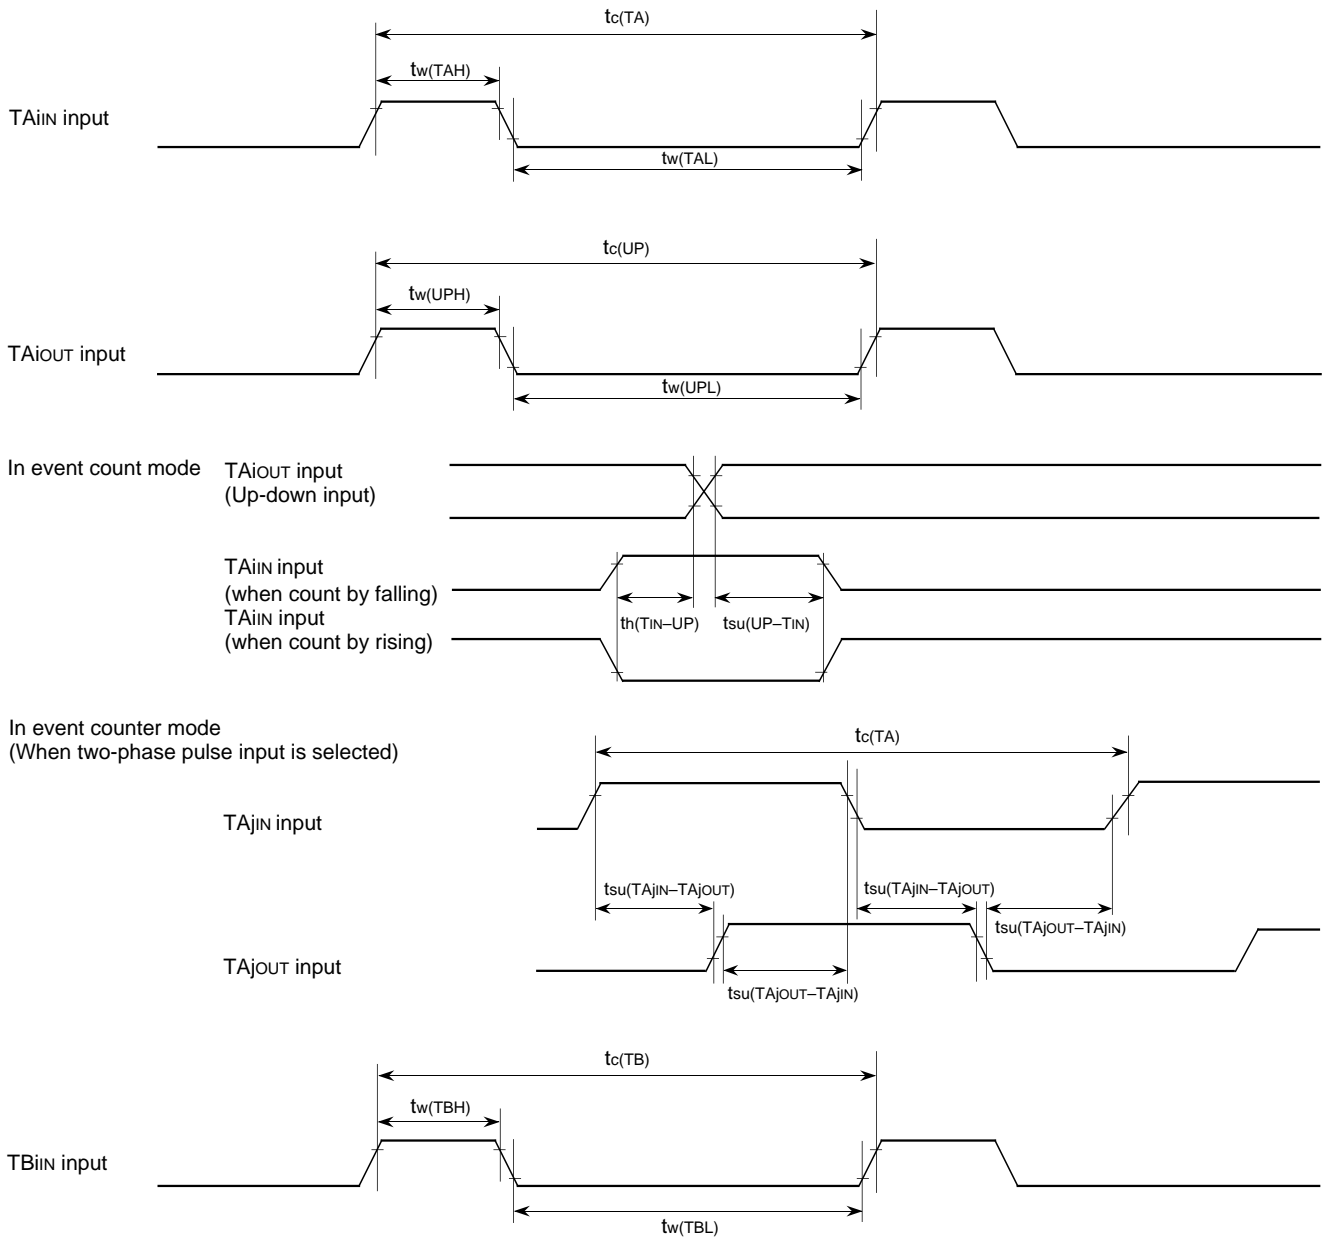 tc(TA)
tw(TAH)
TAiIN input
tw(TAL)
tc(UP)
tw(UPH)
TAiOUT input
tw(UPL)
In event count mode
TAiOUT input
(Up-down input)
TAiIN input
(when count by falling)
TAiIN input
(when count by rising)
th(TIN–UP)
tsu(UP–TIN)
In event counter mode
(When two-phase pulse input is selected)
tc(TA)
TAjIN input
tsu(TAjIN–TAjOUT)
tsu(TAjIN–TAjOUT)
tsu(TAjOUT–TAjIN)
TAjOUT input
tsu(TAjOUT–TAjIN)
tc(TB)
tw(TBH)
TBiIN input
tw(TBL)